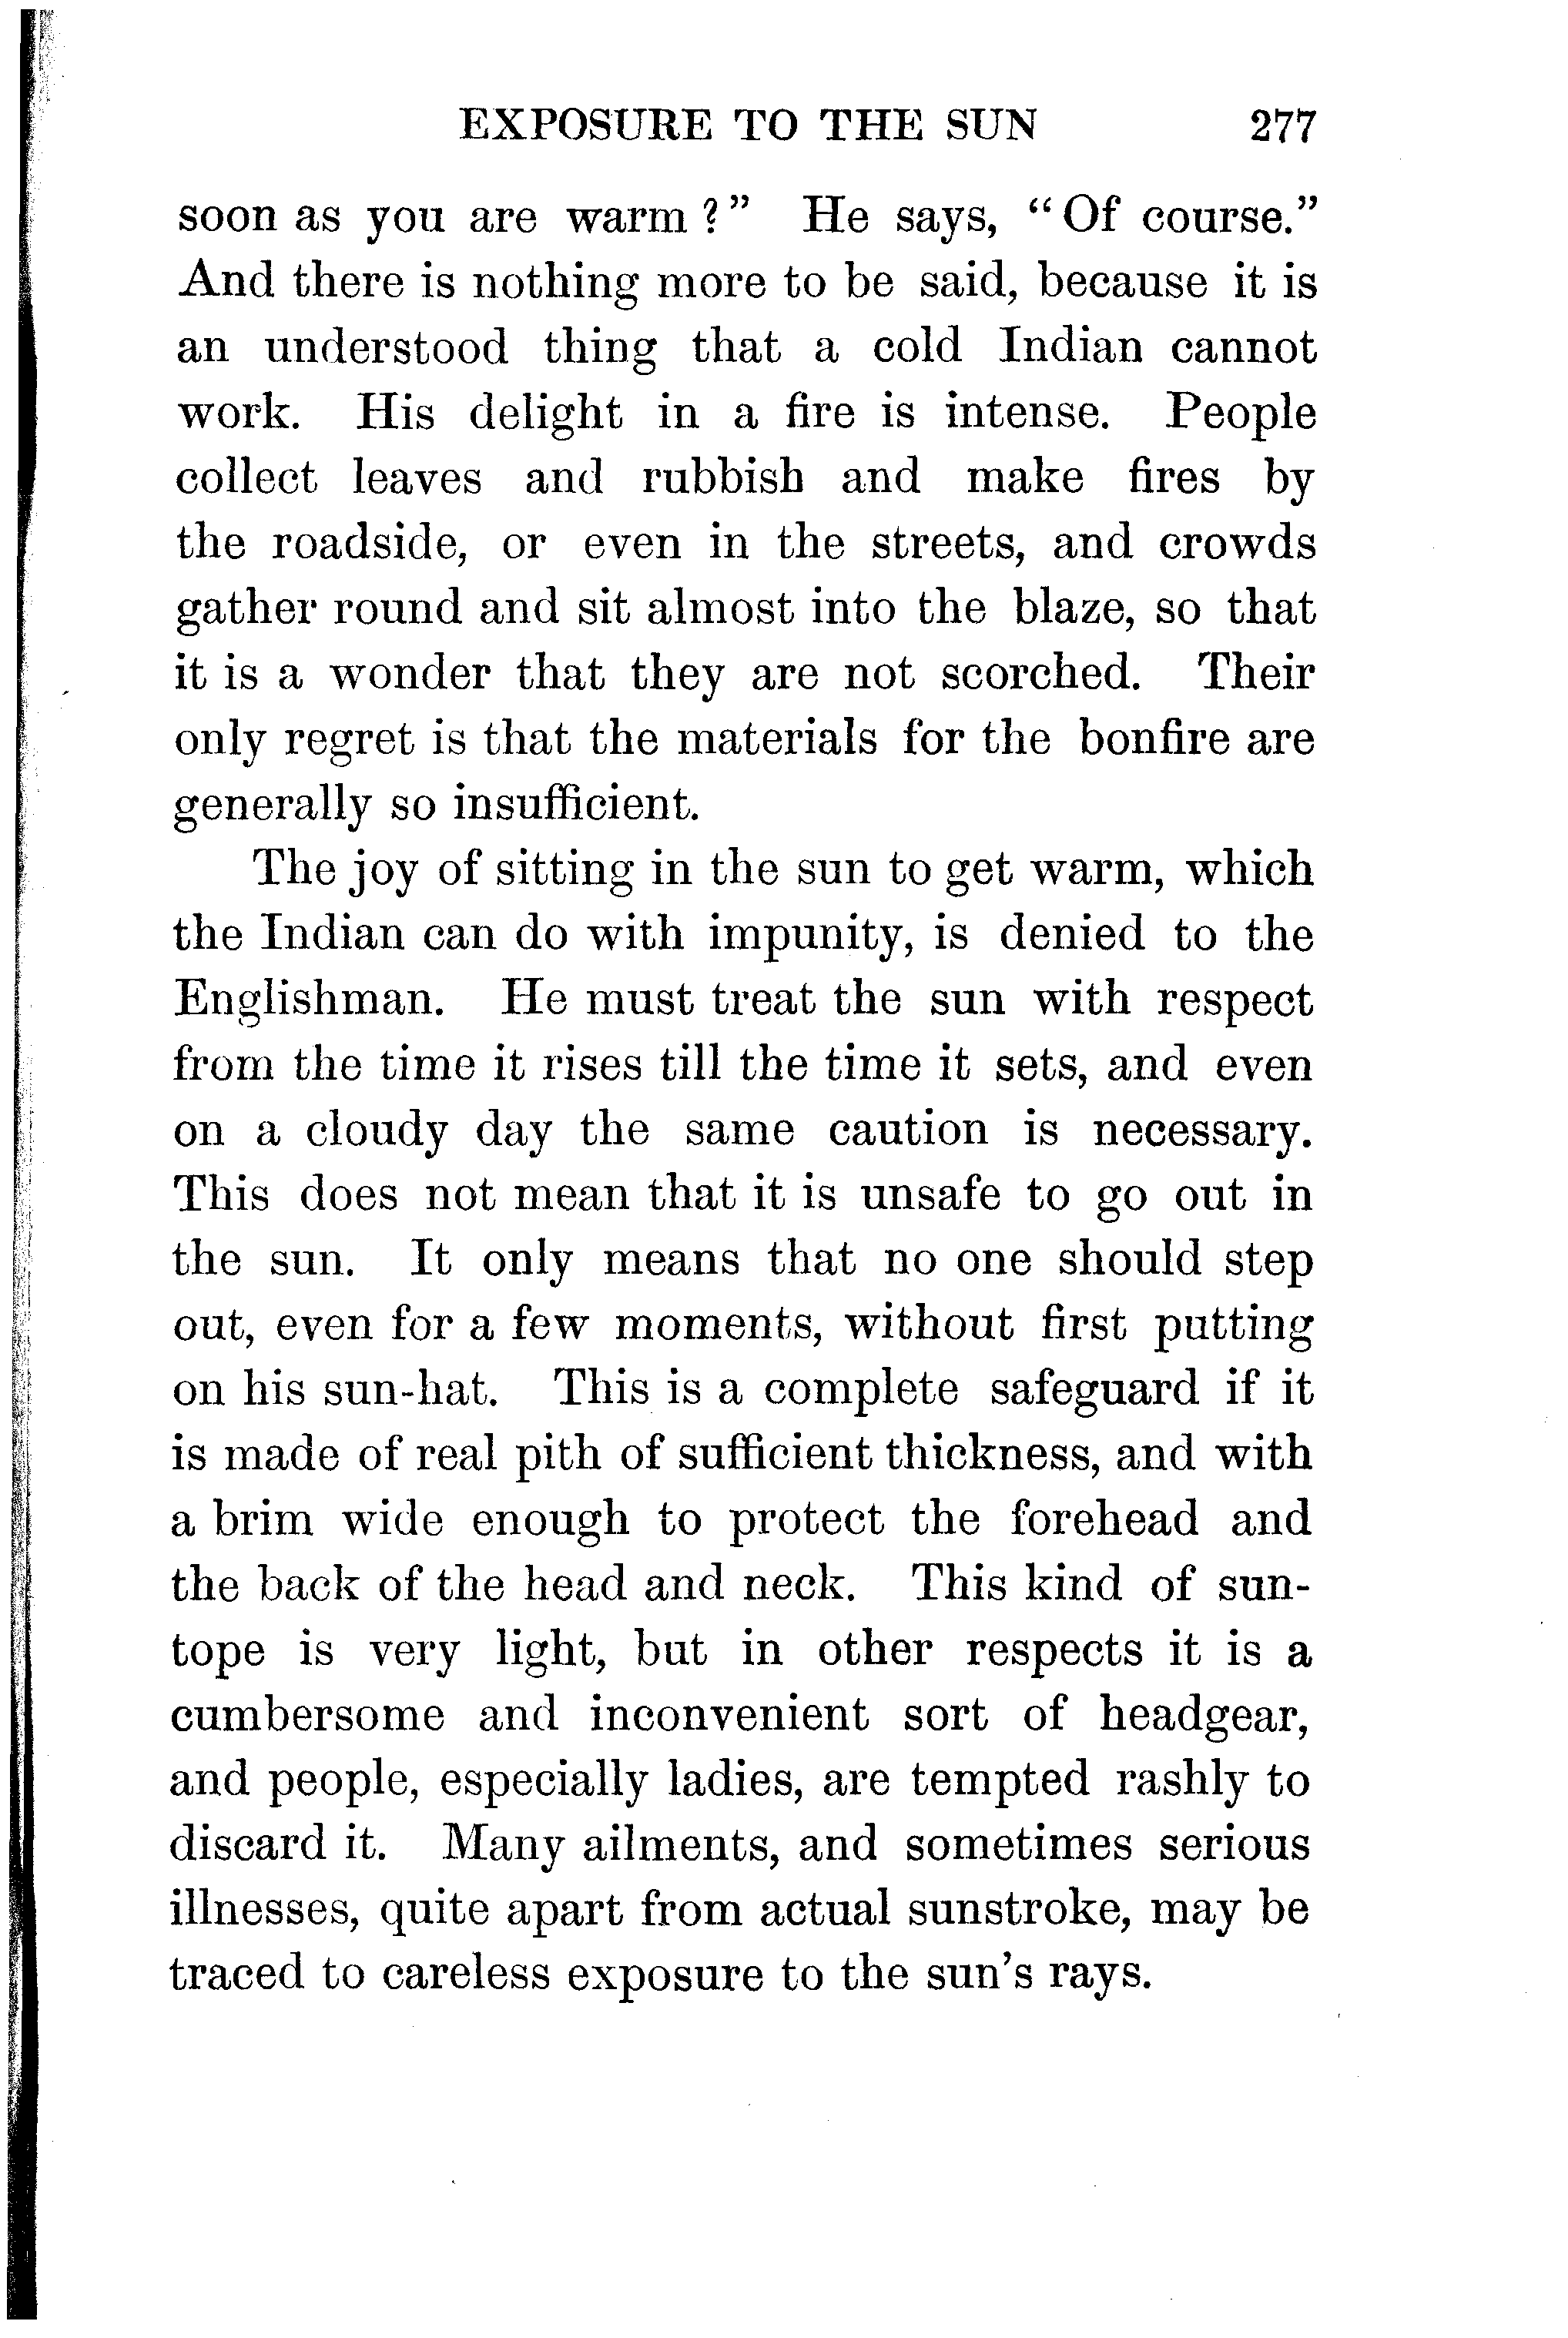 EXPOSURE TO THE SUN 277
soon as you are warm ?" He says, "Of course."
And there is nothing more to be said, because it is
an understood thing that a cold Indian cannot
work. His delight in a fire is intense. People
collect leaves and rubbish and make fires by
the roadside, or even in the streets, and crowds
gather round and sit almost into the blaze, so that
it is a wonder that they are not scorched. Their
only regret is that the materials for the bonfire are
generally so insufficient.
The joy of sitting in the sun to get warm, which
the Indian can do with impunity, is denied to the
Englishman. He must treat the sun with respect
from the time it rises till the time it sets, and even
on a cloudy day the same caution is necessary.
This does not mean that it is unsafe to go out in
the sun. It only means that no one should step
out, even for a few moments, without first putting
on his sun-hat. This is a complete safeguard if it
is made of real pith of sufficient thickness, and with
a brim wide enough to protect the forehead and
the back of the head and neck. This kind of sun-
tope is very light, but in other respects it is a
cumbersome and inconvenient sort of headgear,
and people, especially ladies, are tempted rashly to
discard it. Many ailments, and sometimes serious
illnesses, quite apart from actual sunstroke, may be
traced to careless exposure to the sun's rays.